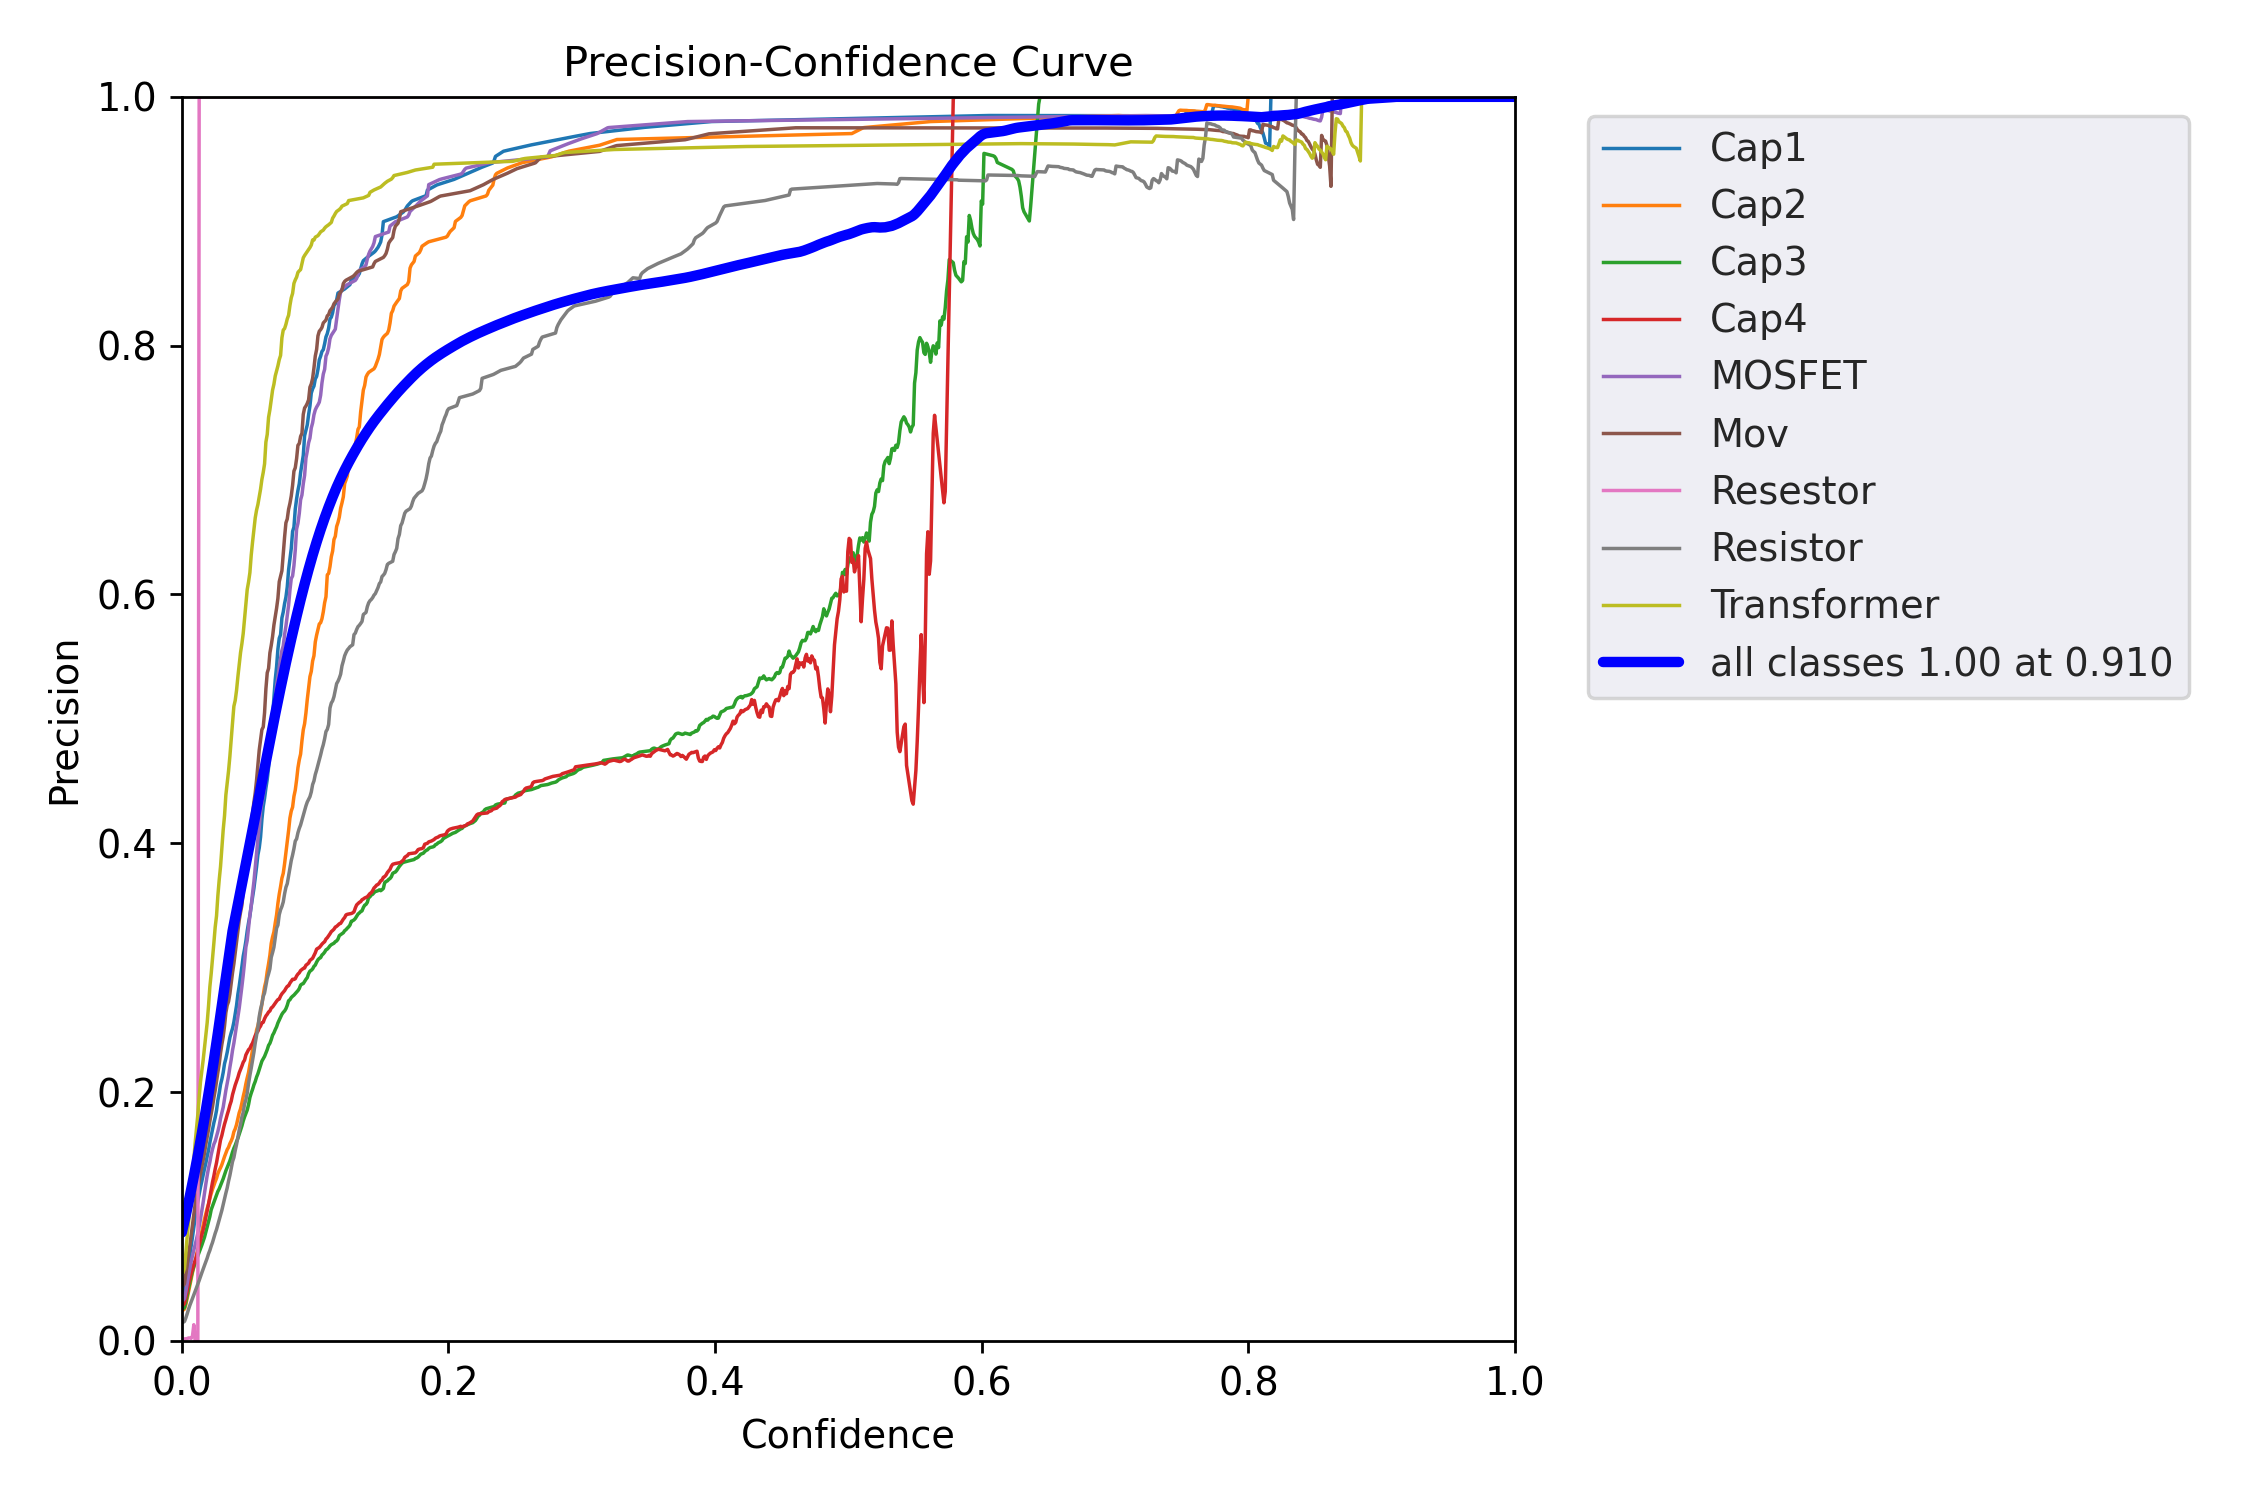 Precision-Confidence Curve
1.0
0.8
0.6
0.4
0.2
0.0
Precision
0.0 0.2 0.4 0.6 0.8 1.0
Confidence
Cap1
Cap2
Cap3
Cap4
MOSFET
Mov
Resestor
Resistor
Transformer
all classes 1.00 at 0.910